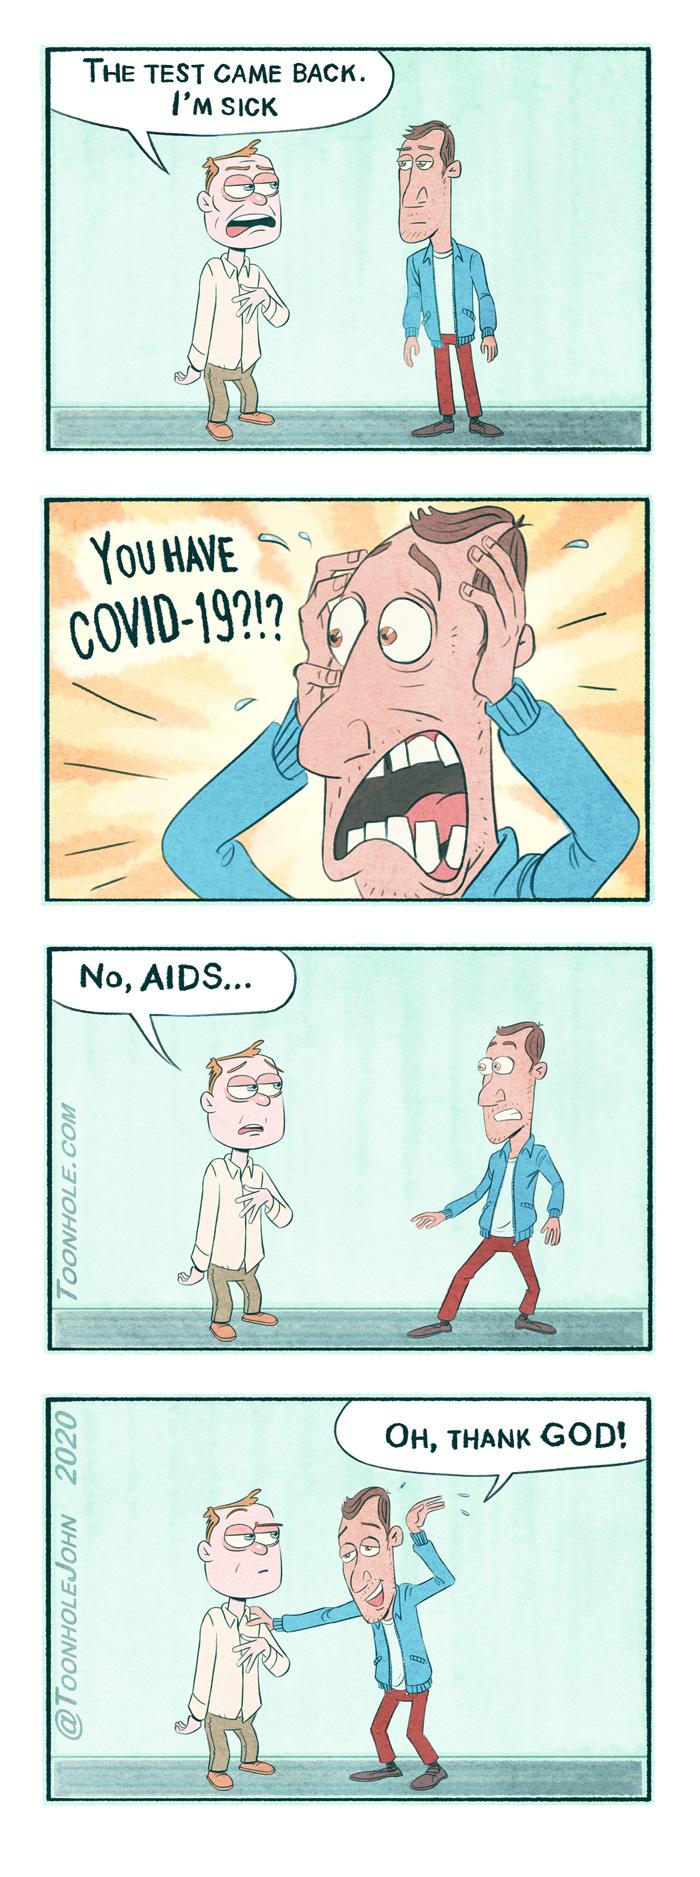 THE TEST CAME BACK.
I'M SICK
YOU HAVE
COVID-19?!?
NO, AIDS...
TOONHOLE.COM
OH, THANK GOD!
@TOONHOLEJOHN 2020